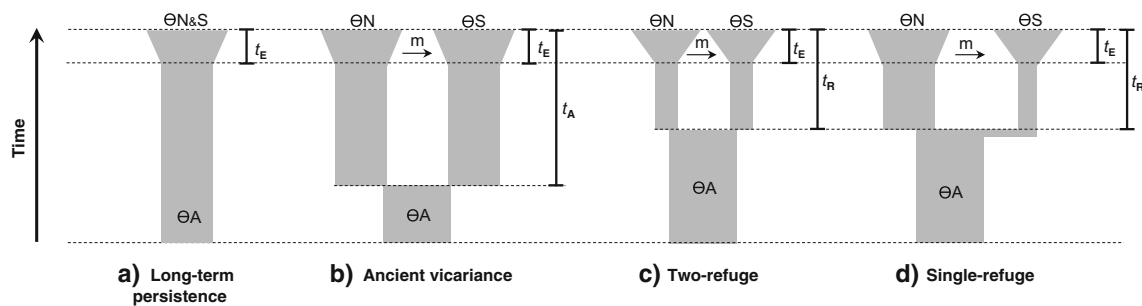 ΘN&S
ΘN
ΘS
ΘN
ΘS
ΘN
ΘS
m
m
m
tE
tE
tE
tE
tR
tR
tA
Time
ΘA
ΘA
ΘA
ΘA
a) Long-term persistence
b) Ancient vicariance
c) Two-refuge
d) Single-refuge